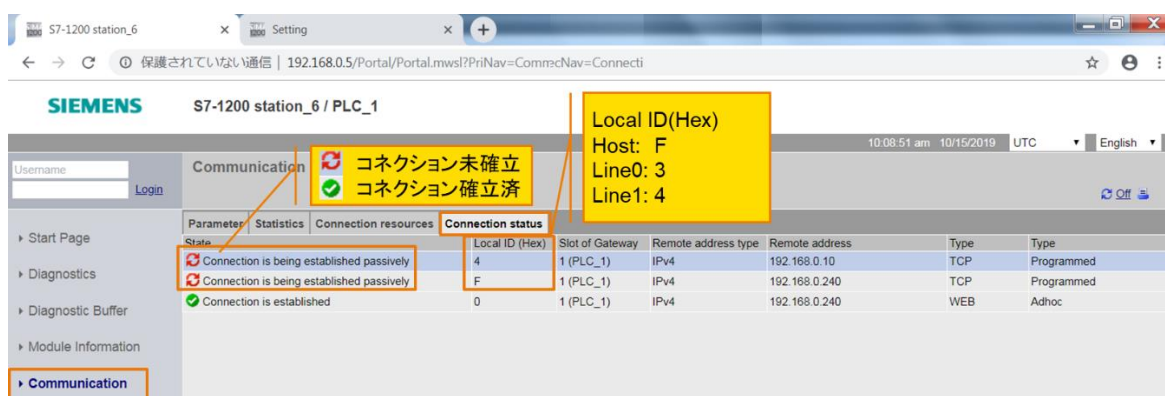 S7-1200 station_6
Setting
保護されていない通信 | 192.168.0.5/Portal/Portal.mwsl?PriNav=CommecNav=Connecti
SIEMENS
S7-1200 station_6 / PLC_1
10:08:51 am 10/15/2019 UTC English
Username
Login
Communication
コネクション未確立
コネクション確立済
Local ID(Hex)
Host: F
Line0: 3
Line1: 4
Off
Parameter Statistics Connection resources Connection status
State Local ID (Hex) Slot of Gateway Remote address type Remote address Type Type
Connection is being established passively 4 1 (PLC_1) IPv4 192.168.0.10 TCP Programmed
Connection is being established passively F 1 (PLC_1) IPv4 192.168.0.240 TCP Programmed
Connection is established 0 1 (PLC_1) IPv4 192.168.0.240 WEB Adhoc
Start Page
Diagnostics
Diagnostic Buffer
Module Information
Communication